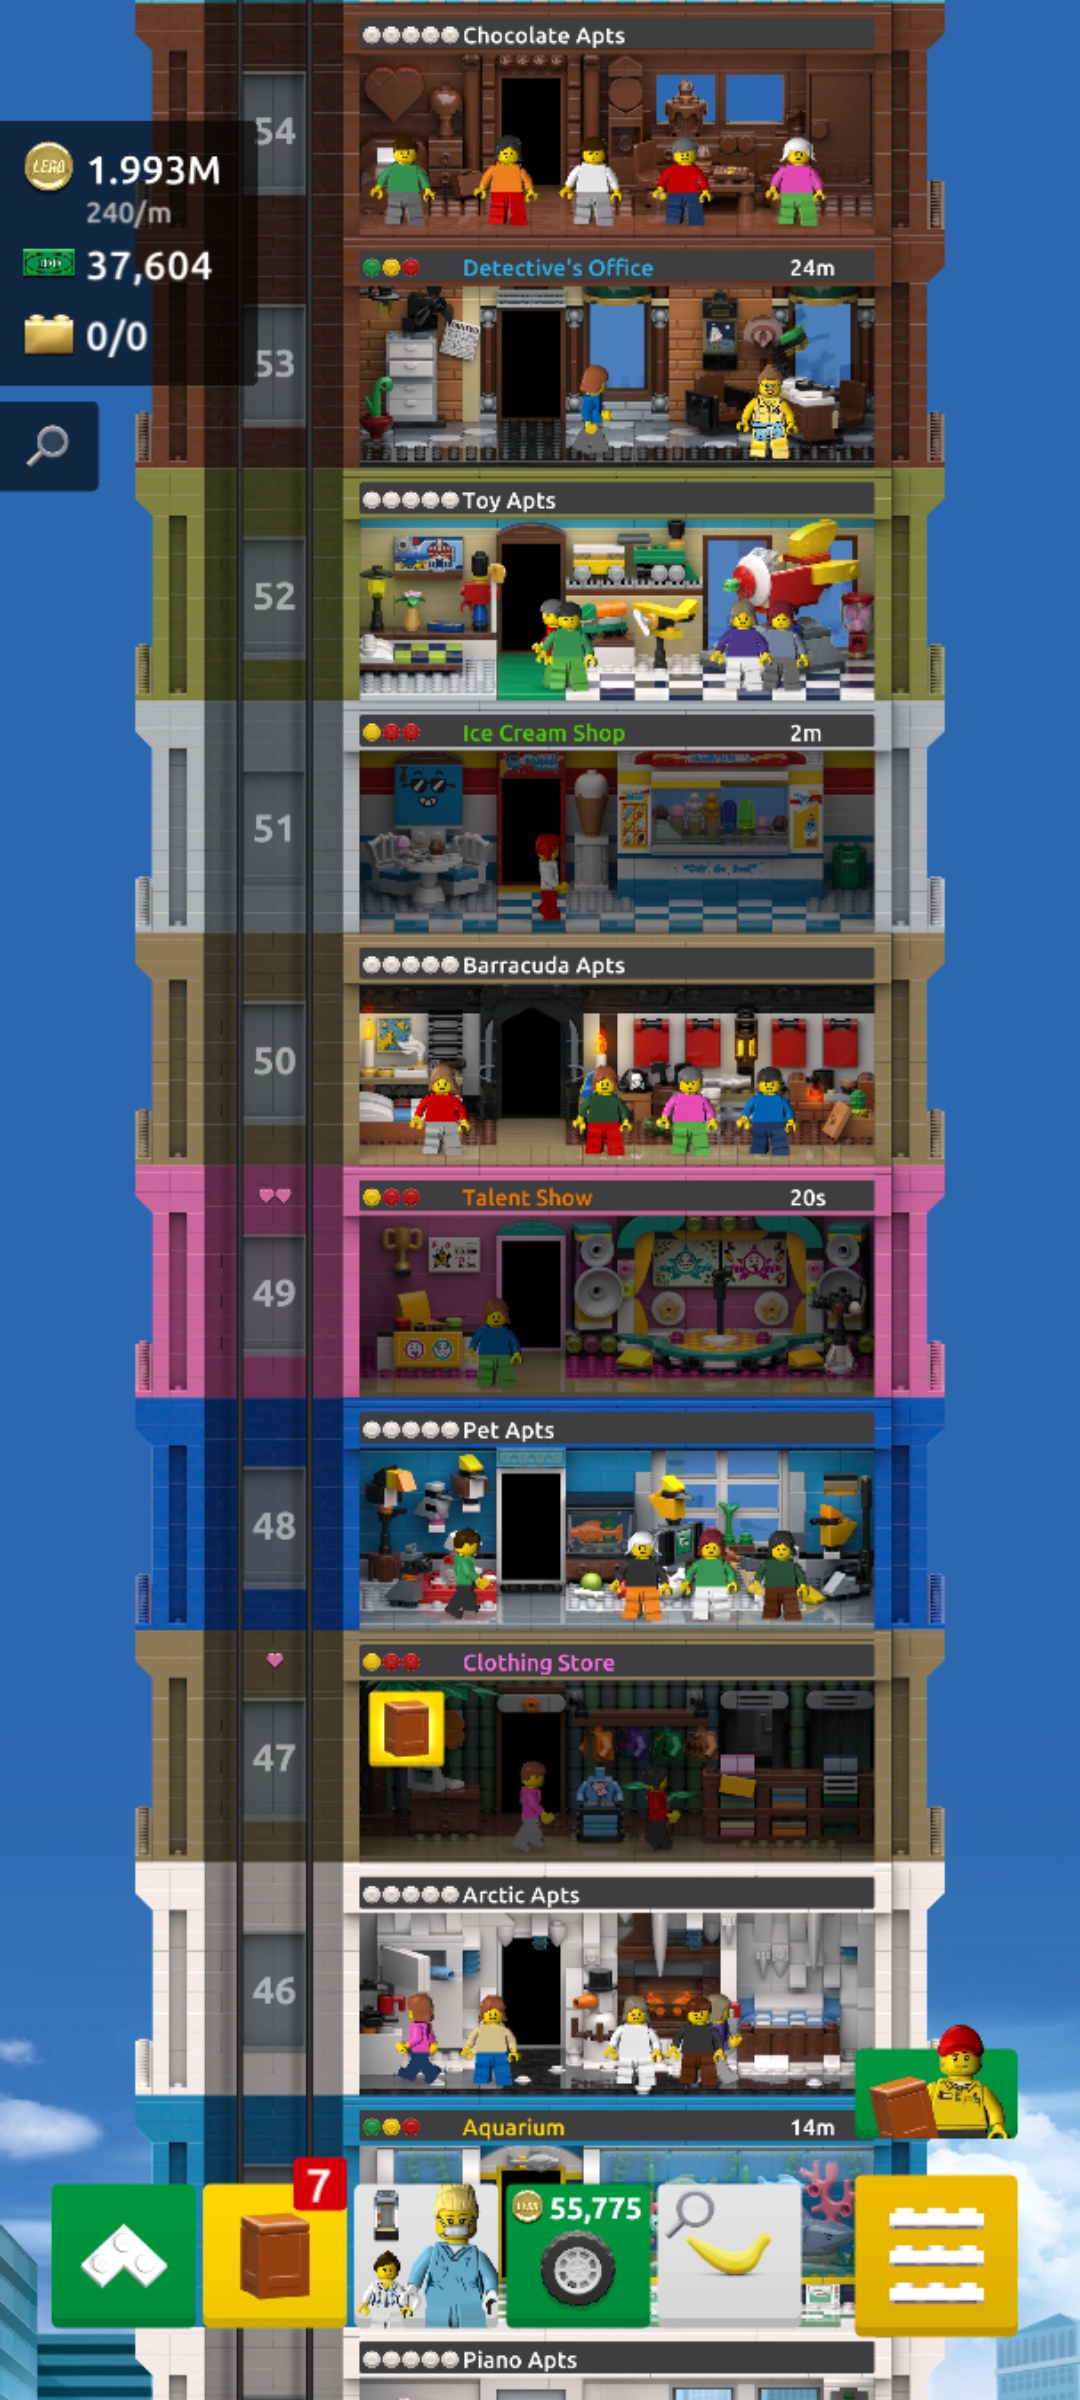 Chocolate Apts
54
LEGO 1.993M
240/m
37,604
0/0
Detective's Office 24m
53
Toy Apts
52
Ice Cream Shop 2m
51
Barracuda Apts
50
Talent Show 20s
49
Pet Apts
48
Clothing Store
47
Arctic Apts
46
Aquarium 14m
7
55,775
Piano Apts